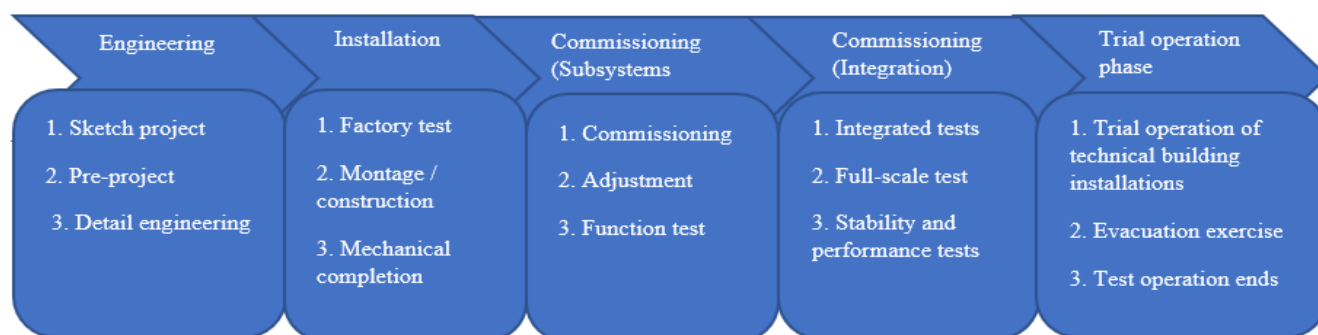 Engineering
Installation
Commissioning
(Subsystems
Commissioning
(Integration)
Trial operation
phase
1. Sketch project
2. Pre-project
3. Detail engineering
1. Factory test
2. Montage /
construction
3. Mechanical
completion
1. Commissioning
2. Adjustment
3. Function test
1. Integrated tests
2. Full-scale test
3. Stability and
performance tests
1. Trial operation of
technical building
installations
2. Evacuation exercise
3. Test operation ends